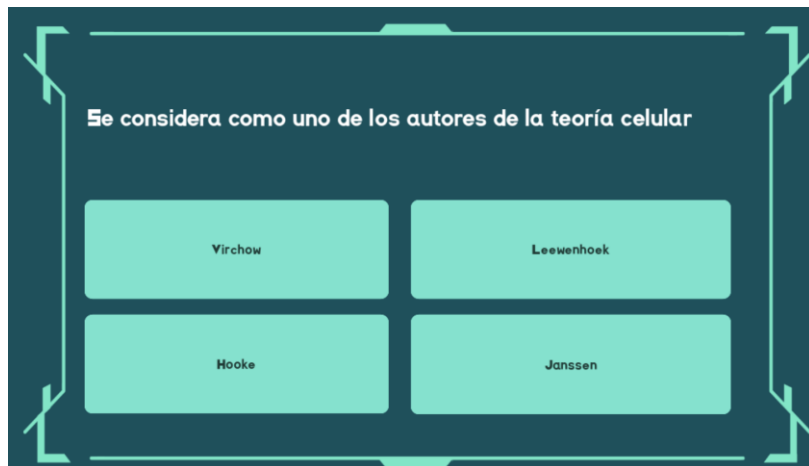 Se considera como uno de los autores de la teoría celular
Virchow
Leewenhoek
Hooke
Janssen